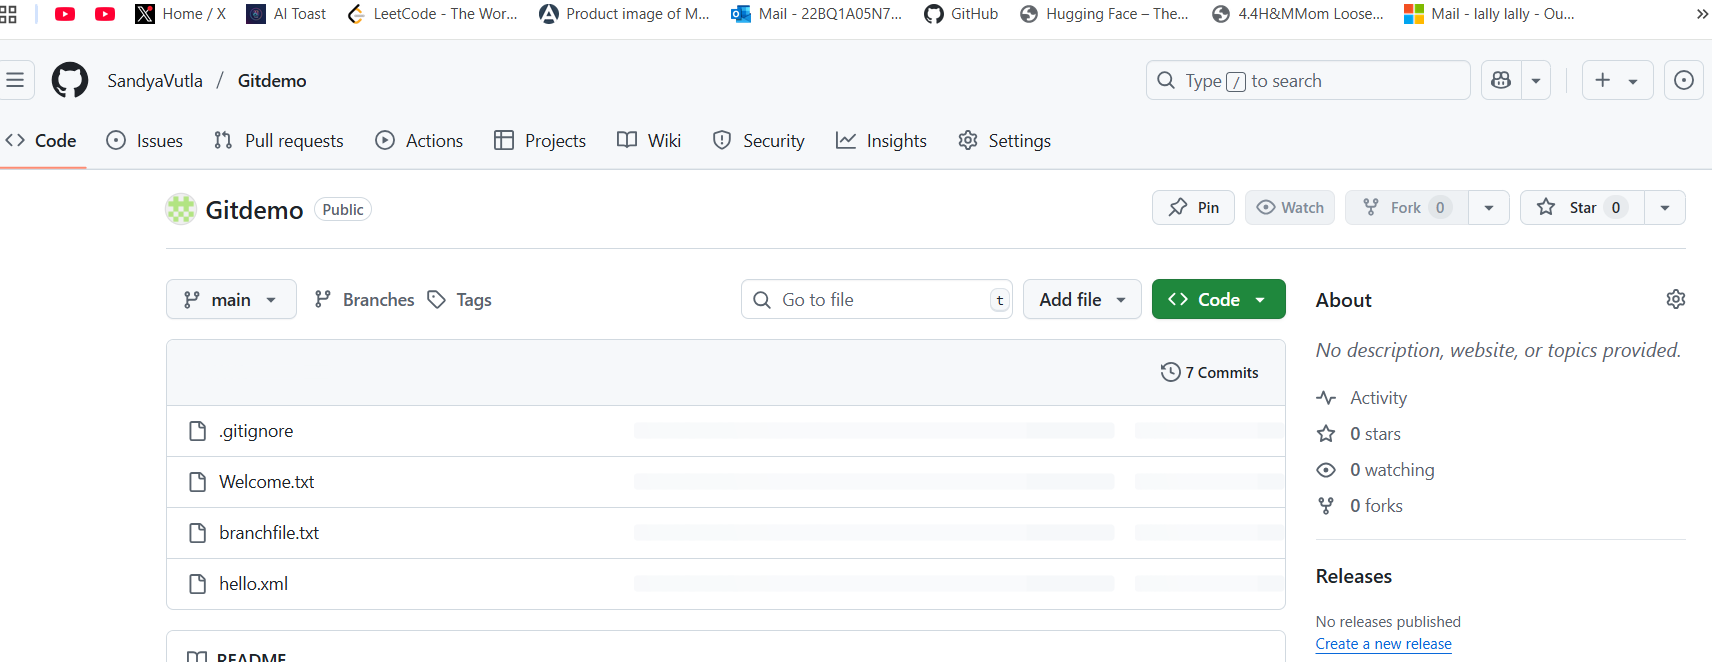 Home / X AI Toast LeetCode - The Wor... Product image of M... Mail - 22BQ1A05N7... GitHub Hugging Face – The... 4.4H&MMom Loose... Mail - lally lally - Ou... »
SandyaVutla / Gitdemo Type / to search
Code Issues Pull requests Actions Projects Wiki Security Insights Settings
Gitdemo Public Pin Watch Fork 0 Star 0
main Branches Tags Go to file t Add file Code
7 Commits
.gitignore
Welcome.txt
branchfile.txt
hello.xml
README
About
No description, website, or topics provided.
Activity
0 stars
0 watching
0 forks
Releases
No releases published
Create a new release